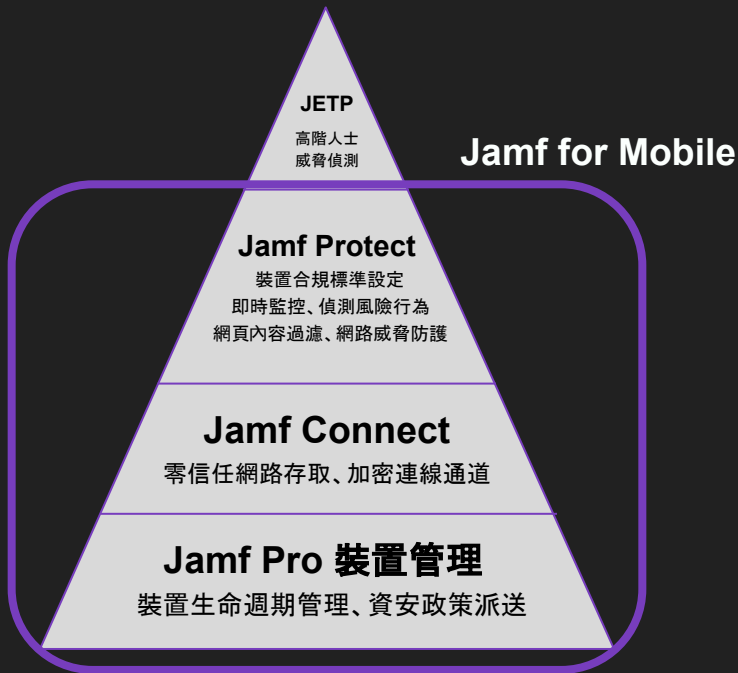 JETP
高階人士
威脅偵測
Jamf for Mobile
Jamf Protect
裝置合規標準設定
即時監控、偵測風險行為
網頁內容過濾、網路威脅防護
Jamf Connect
零信任網路存取、加密連線通道
Jamf Pro 裝置管理
裝置生命週期管理、資安政策派送